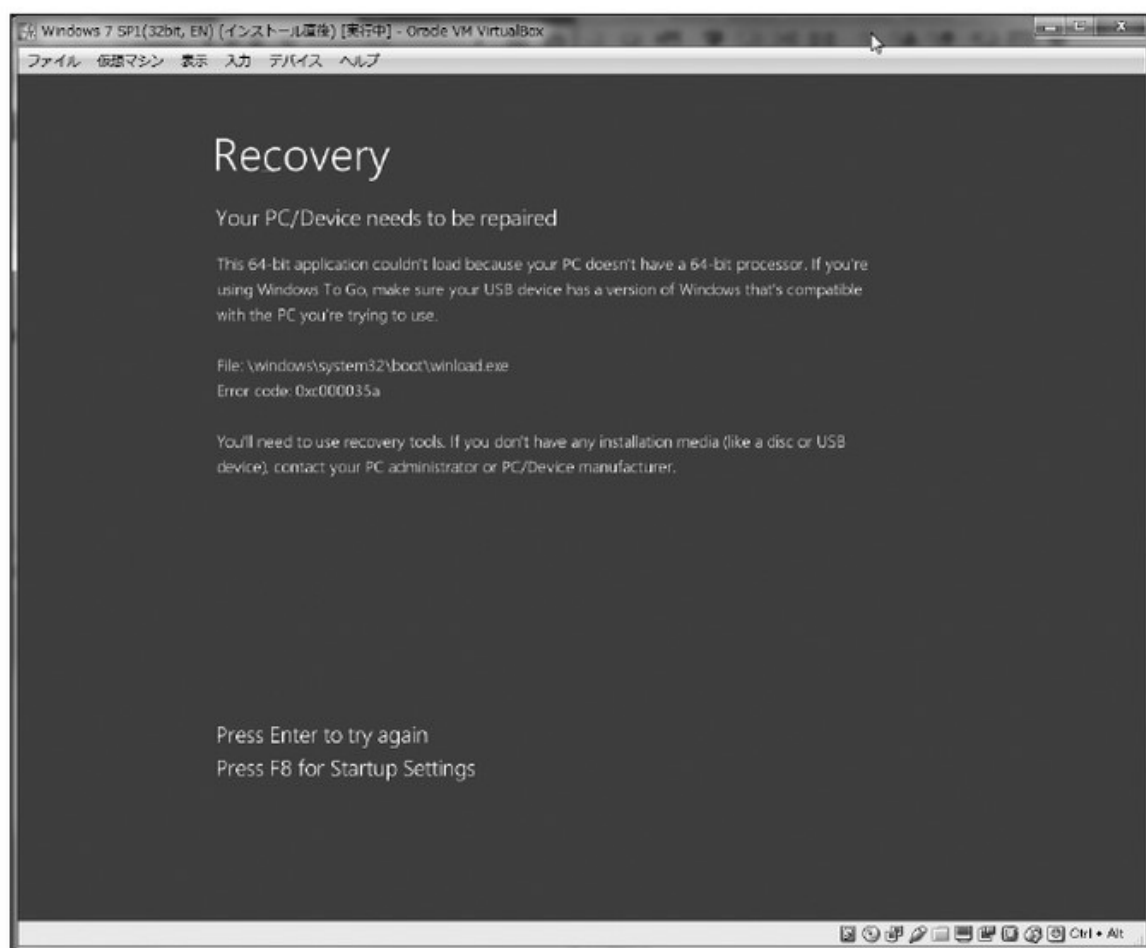 Windows 7 SP1(32bit, EN) (インストール直後) [実行中] - Oracle VM VirtualBox
ファイル 仮想マシン 表示 入力 デバイス ヘルプ
Recovery
Your PC/Device needs to be repaired
This 64-bit application couldn't load because your PC doesn't have a 64-bit processor. If you're
using Windows To Go, make sure your USB device has a version of Windows that's compatible
with the PC you're trying to use.
File: \windows\system32\boot\winload.exe
Error code: 0xc000035a
You'll need to use recovery tools. If you don't have any installation media (like a disc or USB
device), contact your PC administrator or PC/Device manufacturer.
Press Enter to try again
Press F8 for Startup Settings
Ctrl + Alt